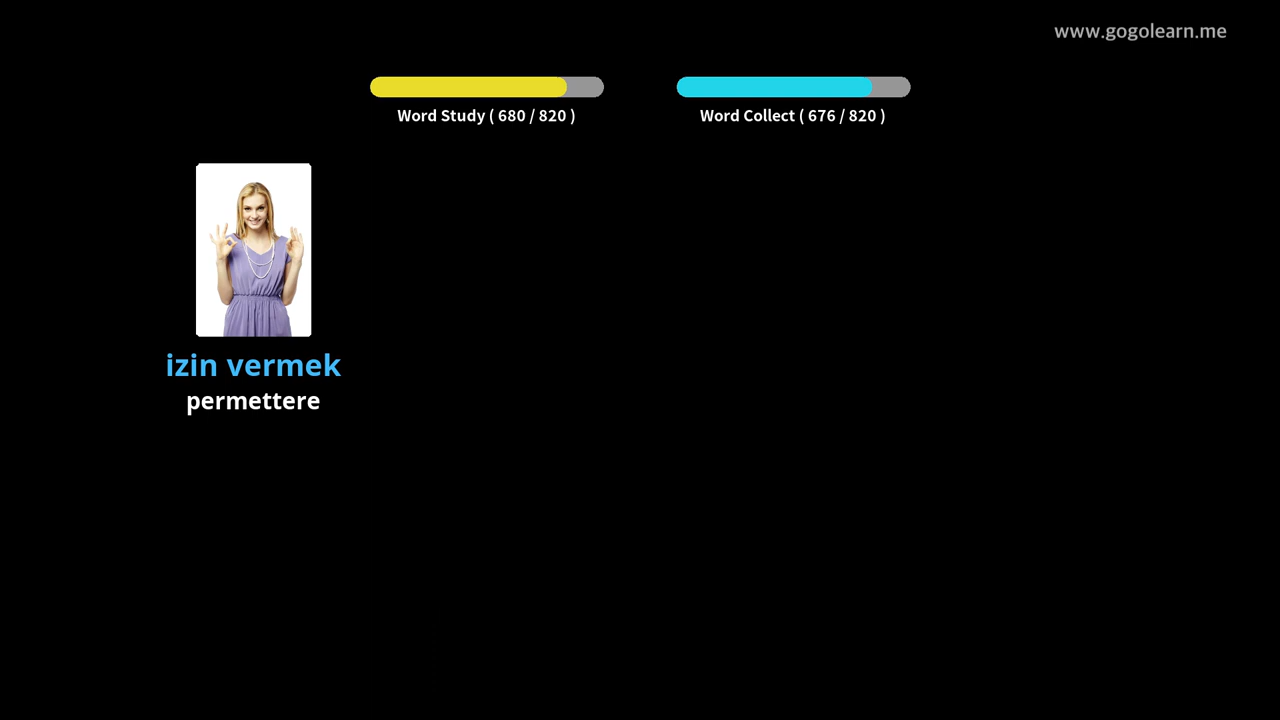 www.gogolearn.me
Word Study ( 680 / 820 )
Word Collect ( 676 / 820 )
izin vermek
permettere